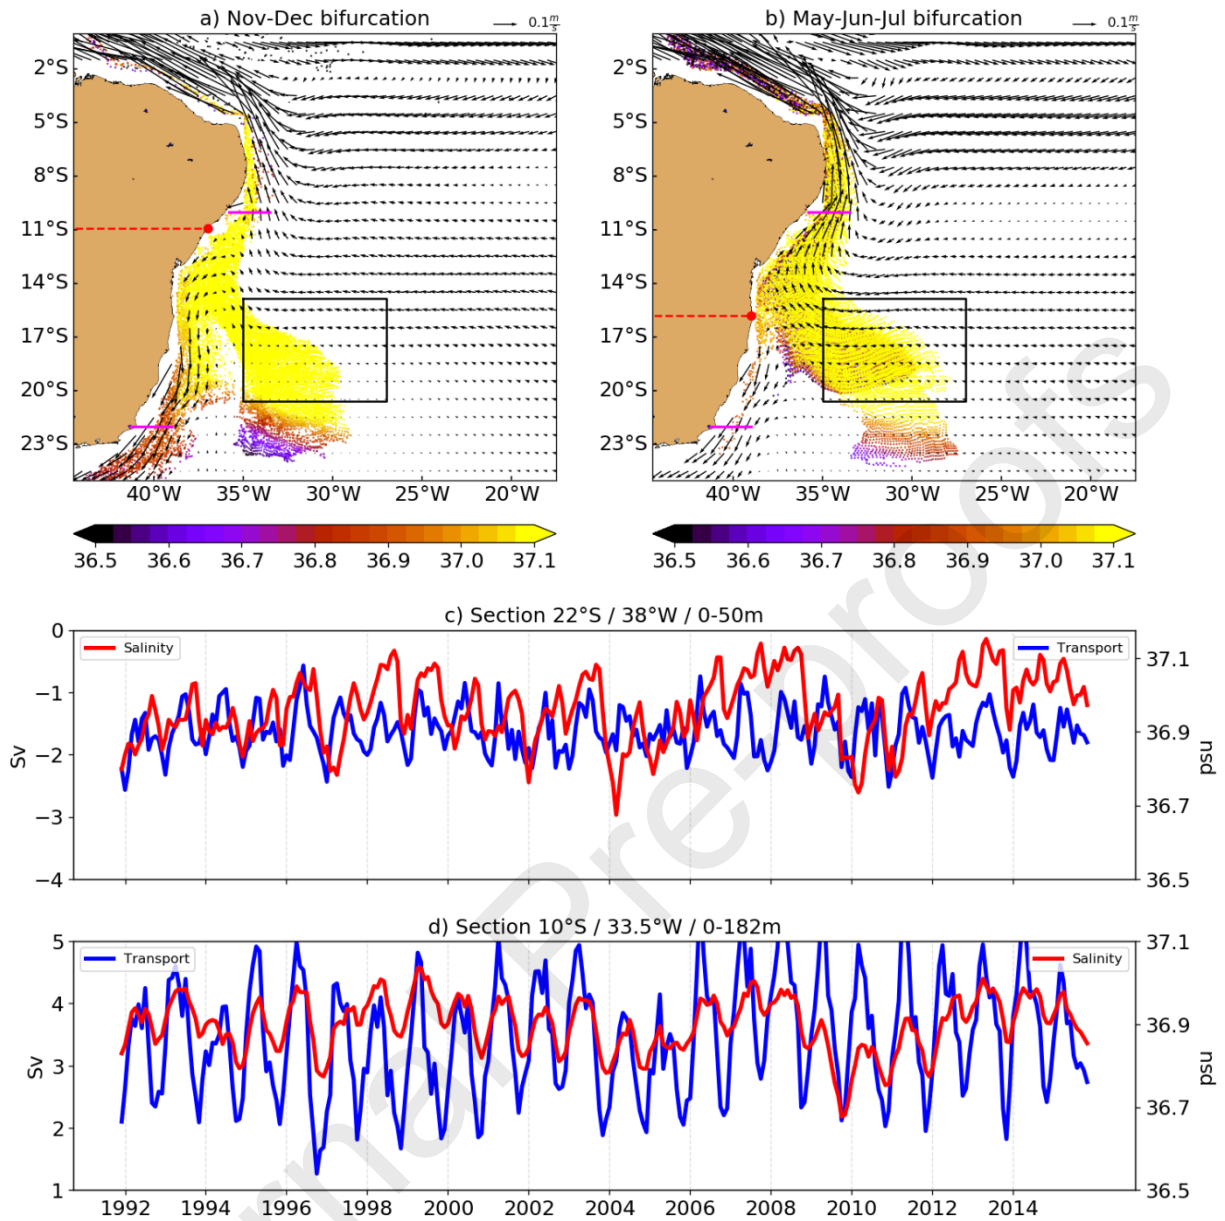 a) Nov-Dec bifurcation
0.1 m/s
b) May-Jun-Jul bifurcation
0.1 m/s
2°S
5°S
8°S
11°S
14°S
17°S
20°S
23°S
40°W 35°W 30°W 25°W 20°W
2°S
5°S
8°S
11°S
14°S
17°S
20°S
23°S
40°W 35°W 30°W 25°W 20°W
36.5 36.6 36.7 36.8 36.9 37.0 37.1
36.5 36.6 36.7 36.8 36.9 37.0 37.1
c) Section 22°S / 38°W / 0-50m
Salinity
Transport
0
−1
−2
−3
−4
Sv
37.1
36.9
36.7
36.5
psu
d) Section 10°S / 33.5°W / 0-182m
Transport
Salinity
5
4
3
2
1
Sv
37.1
36.9
36.7
36.5
psu
1992 1994 1996 1998 2000 2002 2004 2006 2008 2010 2012 2014
rnal Pre-proofs